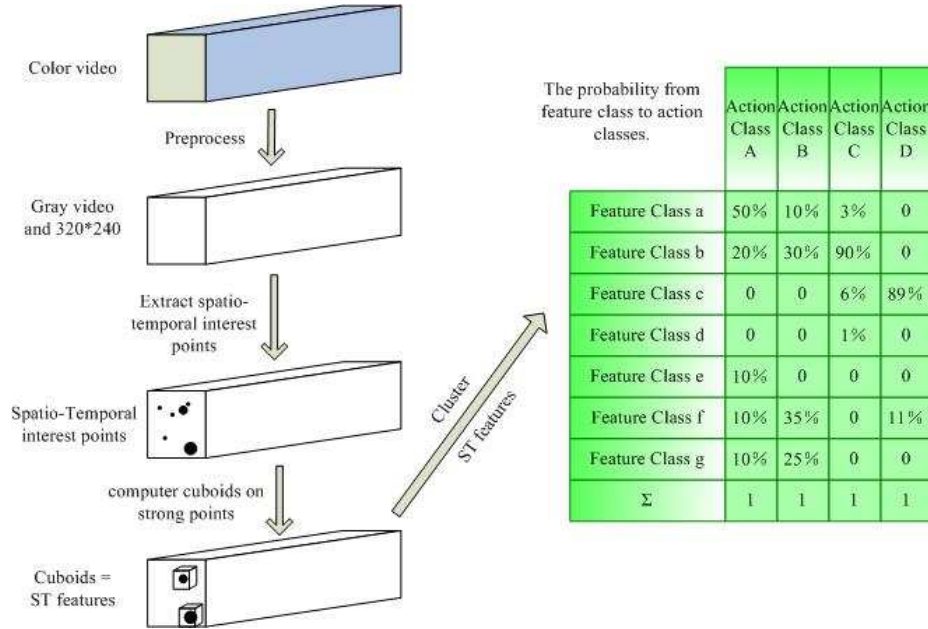 Color video
Preprocess
Gray video
and 320*240
Extract spatio-
temporal interest
points
Spatio-Temporal
interest points
computer cuboids on
strong points
Cuboids =
ST features
Cluster
ST features
The probability from
feature class to action
classes.
Action Class A
Action Class B
Action Class C
Action Class D
Feature Class a 50% 10% 3% 0
Feature Class b 20% 30% 90% 0
Feature Class c 0 0 6% 89%
Feature Class d 0 0 1% 0
Feature Class e 10% 0 0 0
Feature Class f 10% 35% 0 11%
Feature Class g 10% 25% 0 0
Σ 1 1 1 1